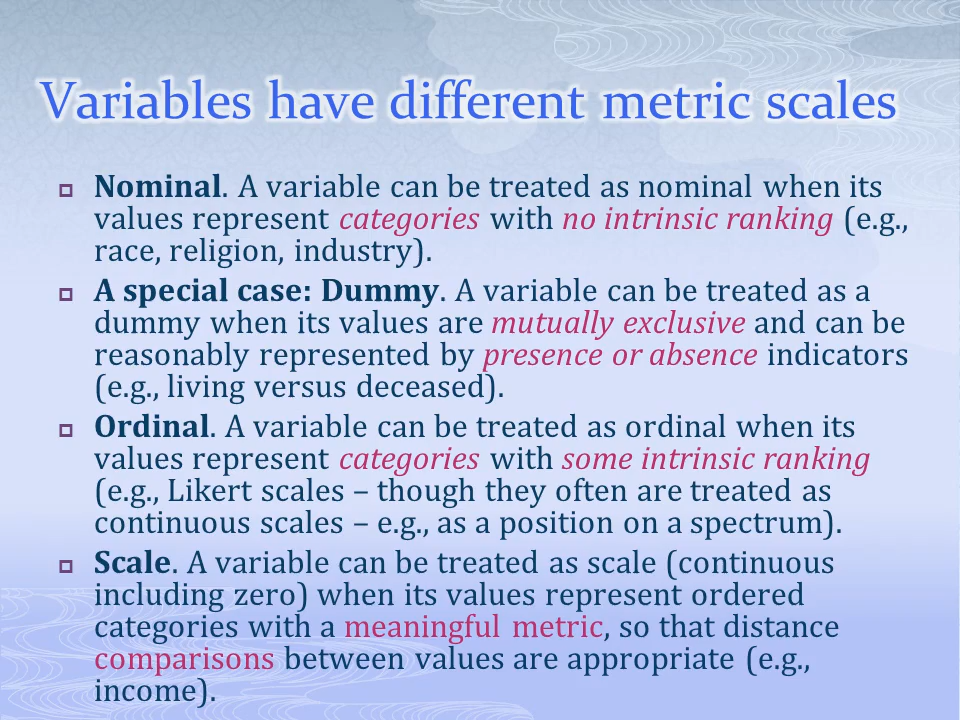 Variables have different metric scales
Nominal. A variable can be treated as nominal when its
values represent categories with no intrinsic ranking (e.g.,
race, religion, industry).
A special case: Dummy. A variable can be treated as a
dummy when its values are mutually exclusive and can be
reasonably represented by presence or absence indicators
(e.g., living versus deceased).
Ordinal. A variable can be treated as ordinal when its
values represent categories with some intrinsic ranking
(e.g., Likert scales – though they often are treated as
continuous scales – e.g., as a position on a spectrum).
Scale. A variable can be treated as scale (continuous
including zero) when its values represent ordered
categories with a meaningful metric, so that distance
comparisons between values are appropriate (e.g.,
income).